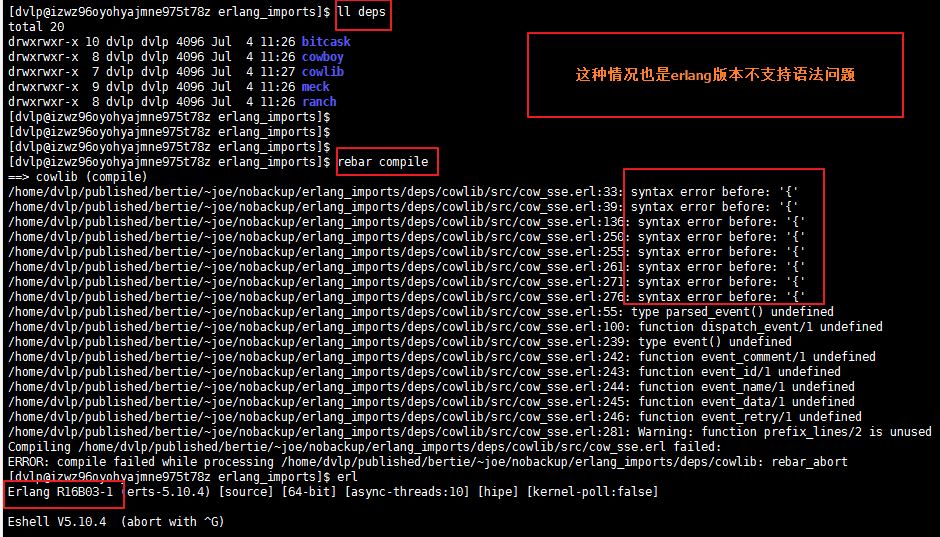 [dvlp@izwz96oyohyajmne975t78z erlang_imports]$ ll deps
total 20
drwxrwxr-x 10 dvlp dvlp 4096 Jul  4 11:26 bitcask
drwxrwxr-x  8 dvlp dvlp 4096 Jul  4 11:26 cowboy
drwxrwxr-x  7 dvlp dvlp 4096 Jul  4 11:27 cowlib
drwxrwxr-x  9 dvlp dvlp 4096 Jul  4 11:26 meck
drwxrwxr-x  8 dvlp dvlp 4096 Jul  4 11:26 ranch
这种情况也是erlang版本不支持语法问题
[dvlp@izwz96oyohyajmne975t78z erlang_imports]$
[dvlp@izwz96oyohyajmne975t78z erlang_imports]$
[dvlp@izwz96oyohyajmne975t78z erlang_imports]$
[dvlp@izwz96oyohyajmne975t78z erlang_imports]$ rebar compile
==> cowlib (compile)
/home/dvlp/published/bertie/~joe/nobackup/erlang_imports/deps/cowlib/src/cow_sse.erl:33: syntax error before: '{'
/home/dvlp/published/bertie/~joe/nobackup/erlang_imports/deps/cowlib/src/cow_sse.erl:39: syntax error before: '{'
/home/dvlp/published/bertie/~joe/nobackup/erlang_imports/deps/cowlib/src/cow_sse.erl:136: syntax error before: '{'
/home/dvlp/published/bertie/~joe/nobackup/erlang_imports/deps/cowlib/src/cow_sse.erl:250: syntax error before: '{'
/home/dvlp/published/bertie/~joe/nobackup/erlang_imports/deps/cowlib/src/cow_sse.erl:255: syntax error before: '{'
/home/dvlp/published/bertie/~joe/nobackup/erlang_imports/deps/cowlib/src/cow_sse.erl:261: syntax error before: '{'
/home/dvlp/published/bertie/~joe/nobackup/erlang_imports/deps/cowlib/src/cow_sse.erl:271: syntax error before: '{'
/home/dvlp/published/bertie/~joe/nobackup/erlang_imports/deps/cowlib/src/cow_sse.erl:276: syntax error before: '{'
/home/dvlp/published/bertie/~joe/nobackup/erlang_imports/deps/cowlib/src/cow_sse.erl:55: type parsed_event() undefined
/home/dvlp/published/bertie/~joe/nobackup/erlang_imports/deps/cowlib/src/cow_sse.erl:100: function dispatch_event/1 undefined
/home/dvlp/published/bertie/~joe/nobackup/erlang_imports/deps/cowlib/src/cow_sse.erl:239: type event() undefined
/home/dvlp/published/bertie/~joe/nobackup/erlang_imports/deps/cowlib/src/cow_sse.erl:242: function event_comment/1 undefined
/home/dvlp/published/bertie/~joe/nobackup/erlang_imports/deps/cowlib/src/cow_sse.erl:243: function event_id/1 undefined
/home/dvlp/published/bertie/~joe/nobackup/erlang_imports/deps/cowlib/src/cow_sse.erl:244: function event_name/1 undefined
/home/dvlp/published/bertie/~joe/nobackup/erlang_imports/deps/cowlib/src/cow_sse.erl:245: function event_data/1 undefined
/home/dvlp/published/bertie/~joe/nobackup/erlang_imports/deps/cowlib/src/cow_sse.erl:246: function event_retry/1 undefined
/home/dvlp/published/bertie/~joe/nobackup/erlang_imports/deps/cowlib/src/cow_sse.erl:281: Warning: function prefix_lines/2 is unused
Compiling /home/dvlp/published/bertie/~joe/nobackup/erlang_imports/deps/cowlib/src/cow_sse.erl failed:
ERROR: compile failed while processing /home/dvlp/published/bertie/~joe/nobackup/erlang_imports/deps/cowlib: rebar_abort
[dvlp@izwz96oyohyajmne975t78z erlang_imports]$ erl
Erlang R16B03-1 (erts-5.10.4) [source] [64-bit] [async-threads:10] [hipe] [kernel-poll:false]
Eshell V5.10.4  (abort with ^G)